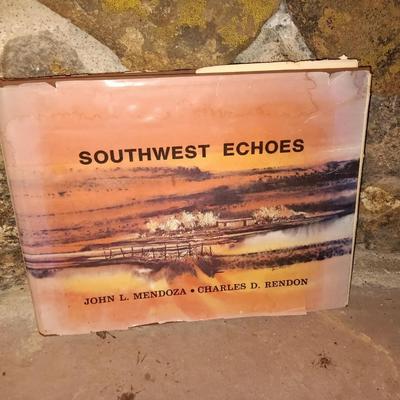 SOUTHWEST ECHOES
JOHN L. MENDOZA • CHARLES D. RENDON